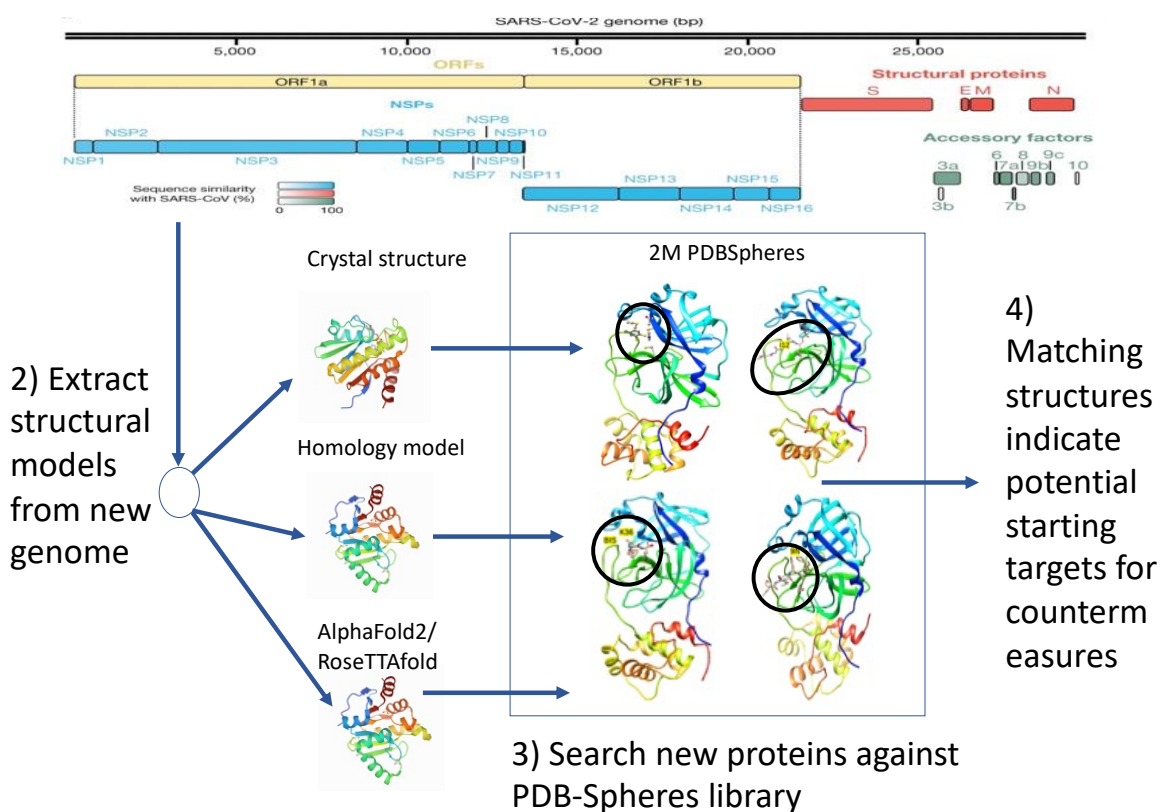 SARS-CoV-2 genome (bp)
5,000 10,000 15,000 20,000 25,000
ORFs
ORF1a ORF1b
Structural proteins
S E M N
NSPs
NSP8
NSP2 NSP4 NSP6 NSP10
NSP1 NSP3 NSP5 NSP9
NSP7 NSP11
NSP13 NSP15
NSP12 NSP14 NSP16
Accessory factors
9c
6 8
3a 7a 9b 10
3b 7b
Sequence similarity
with SARS-CoV (%)
0 100
Crystal structure
2M PDBSpheres
2) Extract
structural
models
from new
genome
Homology model
AlphaFold2/
RoseTTAfold
3) Search new proteins against
PDB-Spheres library
4)
Matching
structures
indicate
potential
starting
targets for
counterm
easures